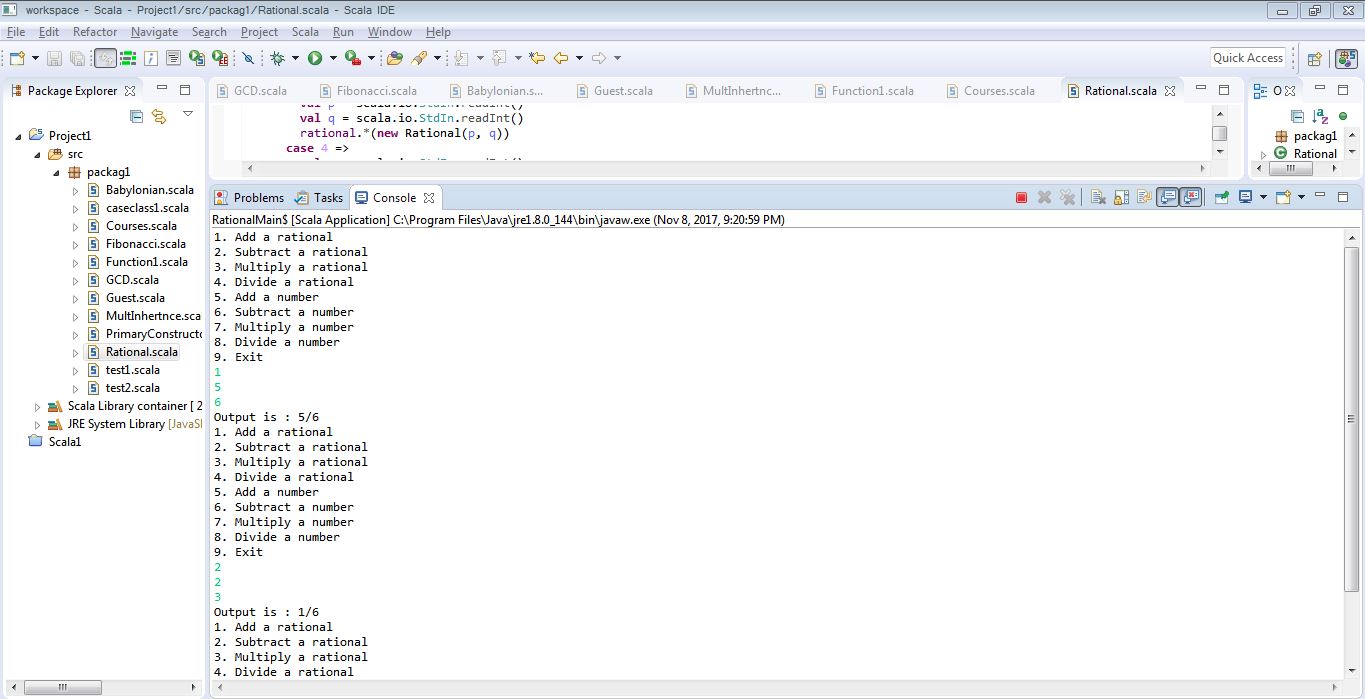 workspace - Scala - Project1/src/packag1/Rational.scala - Scala IDE
File Edit Refactor Navigate Search Project Scala Run Window Help
Quick Access
Package Explorer
GCD.scala Fibonacci.scala Babylonian.s... Guest.scala MultInhertnc... Function1.scala Courses.scala Rational.scala O
val q = scala.io.StdIn.readInt()
rational.*(new Rational(p, q))
case 4 =>
packag1
Rational
Project1
src
packag1
Babylonian.scala
caseclass1.scala
Courses.scala
Fibonacci.scala
Function1.scala
GCD.scala
Guest.scala
MultInhertnce.sca
PrimaryConstructo
Rational.scala
test1.scala
test2.scala
Scala Library container [ 2
JRE System Library [JavaS
Scala1
Problems Tasks Console
RationalMain$ [Scala Application] C:\Program Files\Java\jre1.8.0_144\bin\javaw.exe (Nov 8, 2017, 9:20:59 PM)
1. Add a rational
2. Subtract a rational
3. Multiply a rational
4. Divide a rational
5. Add a number
6. Subtract a number
7. Multiply a number
8. Divide a number
9. Exit
1
5
6
Output is : 5/6
1. Add a rational
2. Subtract a rational
3. Multiply a rational
4. Divide a rational
5. Add a number
6. Subtract a number
7. Multiply a number
8. Divide a number
9. Exit
2
2
3
Output is : 1/6
1. Add a rational
2. Subtract a rational
3. Multiply a rational
4. Divide a rational